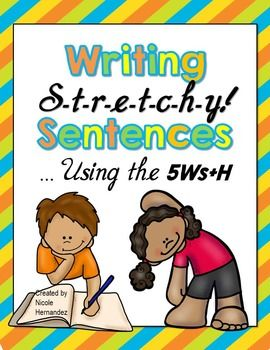 Writing
S-t-r-e-t-c-h-y!
Sentences
... Using the 5Ws+H
Created by
Nicole
Hernandez